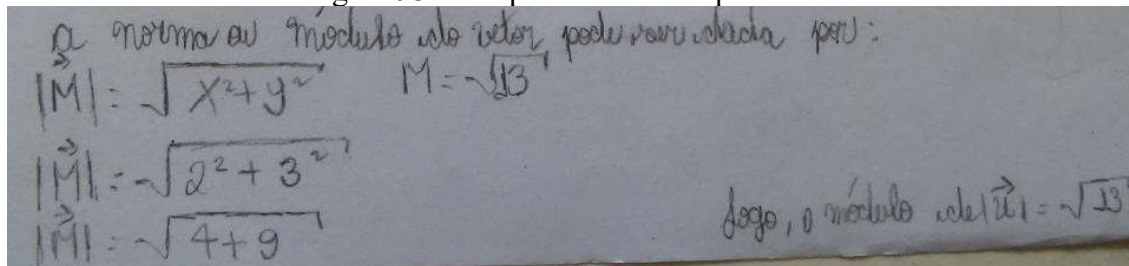 a norma ou módulo do vetor pode ser dada por:
|M⃗| = √x²+y² M = √13
|M⃗| = √2² + 3²
|M⃗| = √4+9
Logo, o módulo de |u⃗| = √13